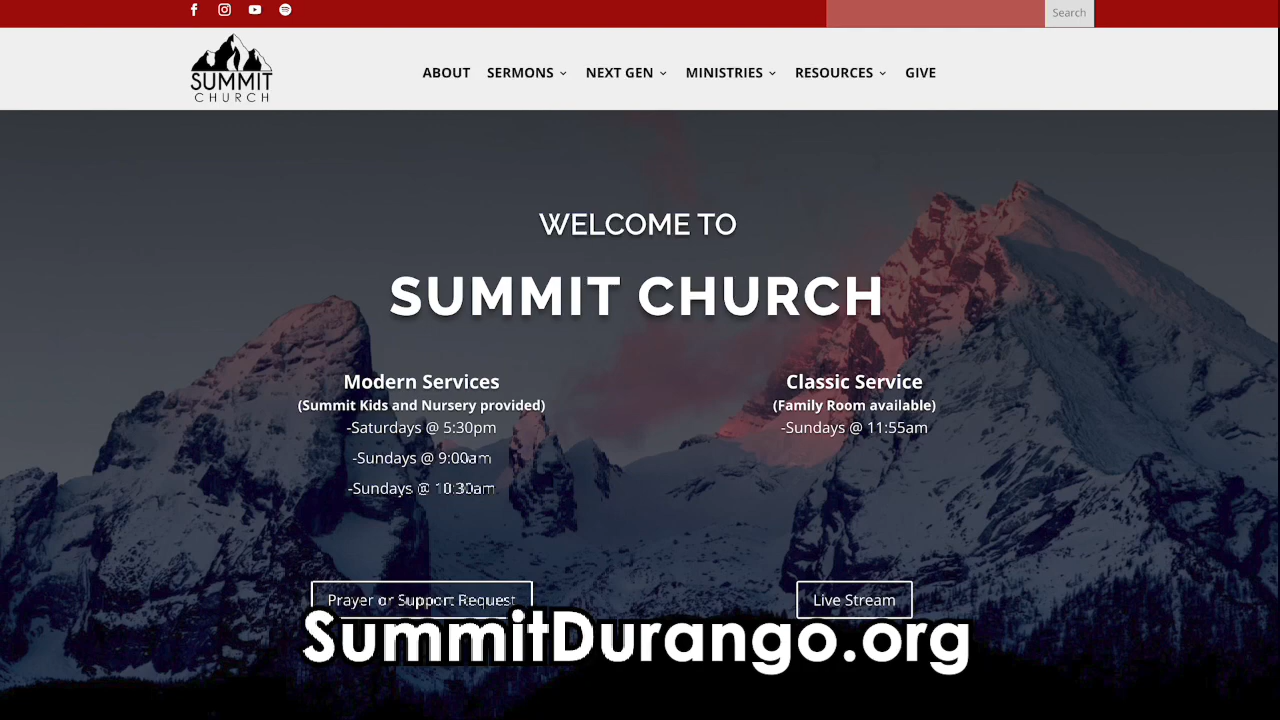 Search
SUMMIT
CHURCH
ABOUT SERMONS NEXT GEN MINISTRIES RESOURCES GIVE
WELCOME TO
SUMMIT CHURCH
Modern Services
(Summit Kids and Nursery provided)
-Saturdays @ 5:30pm
-Sundays @ 9:00am
-Sundays @ 10:30am
Classic Service
(Family Room available)
-Sundays @ 11:55am
Prayer or Support Request
Live Stream
SummitDurango.org